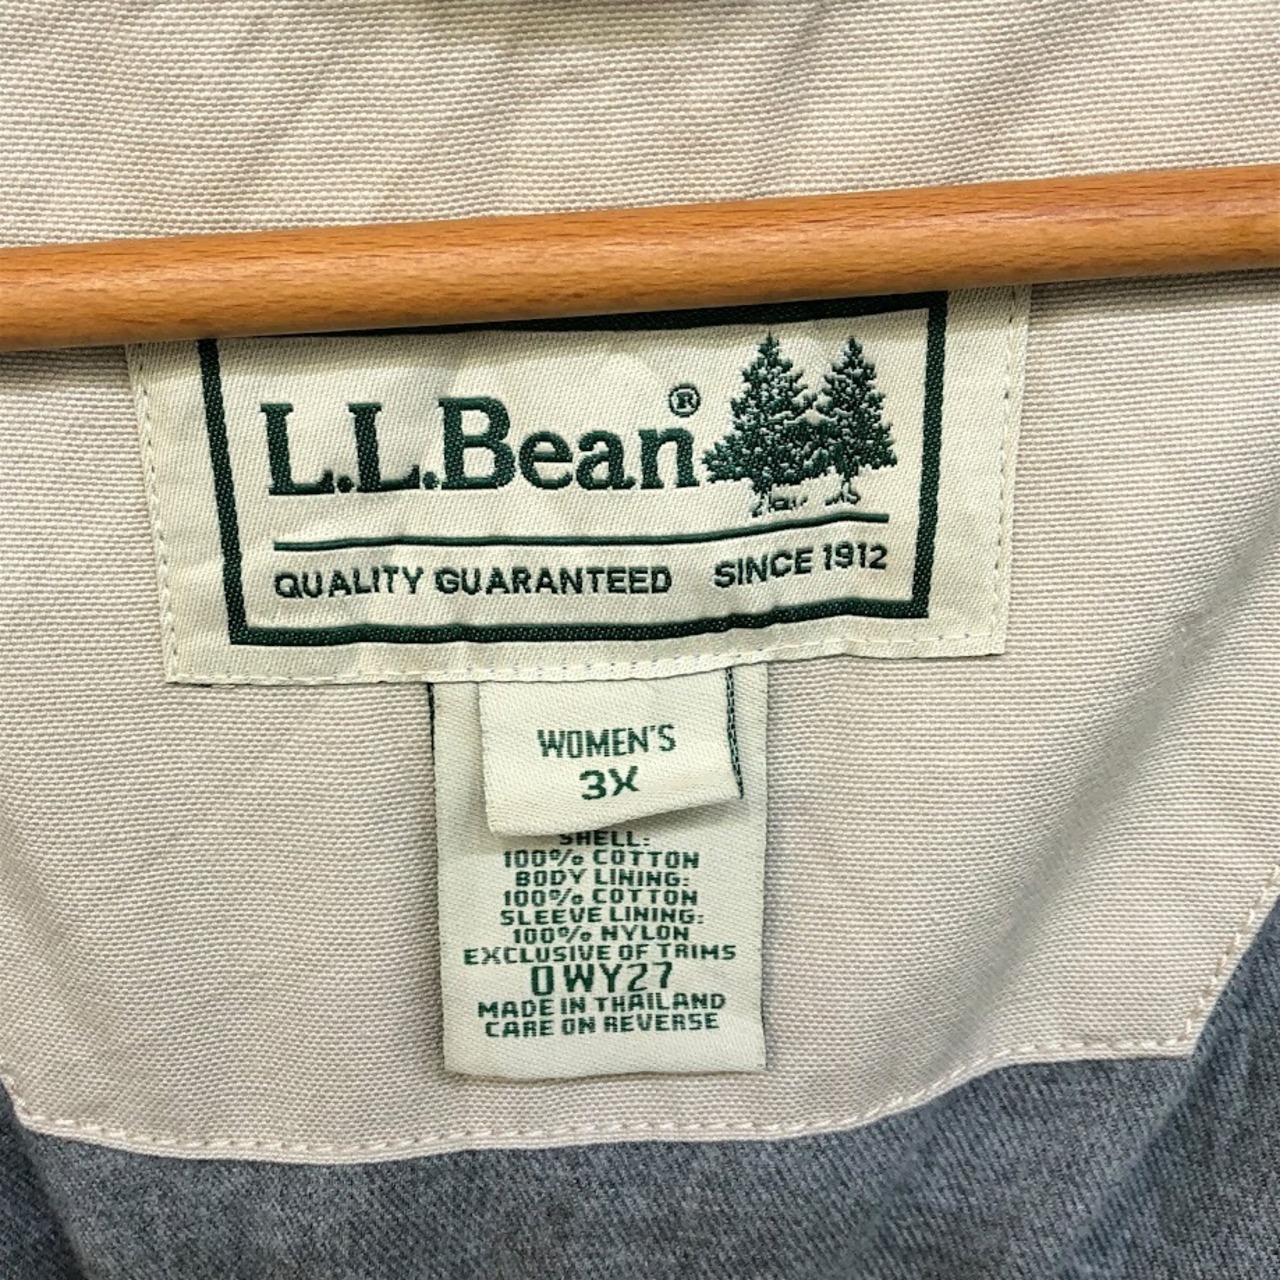 L.L.Bean®
QUALITY GUARANTEED SINCE 1912
WOMEN'S
3X
SHELL:
100% COTTON
BODY LINING:
100% COTTON
SLEEVE LINING:
100% NYLON
EXCLUSIVE OF TRIMS
0WY27
MADE IN THAILAND
CARE ON REVERSE